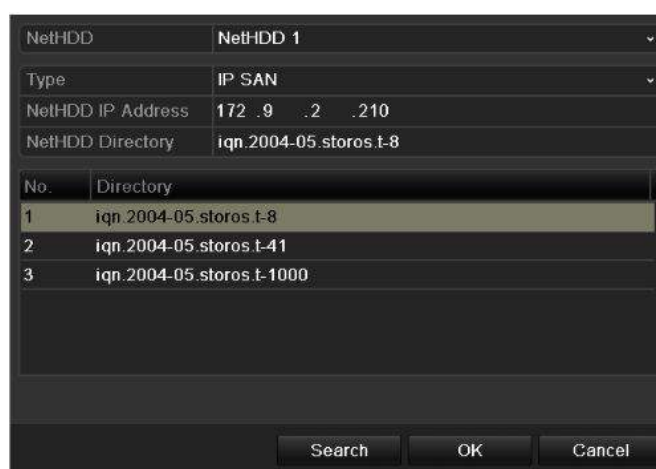 NetHDD NetHDD 1
Type IP SAN
NetHDD IP Address 172 .9 .2 .210
NetHDD Directory iqn.2004-05.storos.t-8
No. Directory
1 iqn.2004-05.storos.t-8
2 iqn.2004-05.storos.t-41
3 iqn.2004-05.storos.t-1000
Search OK Cancel